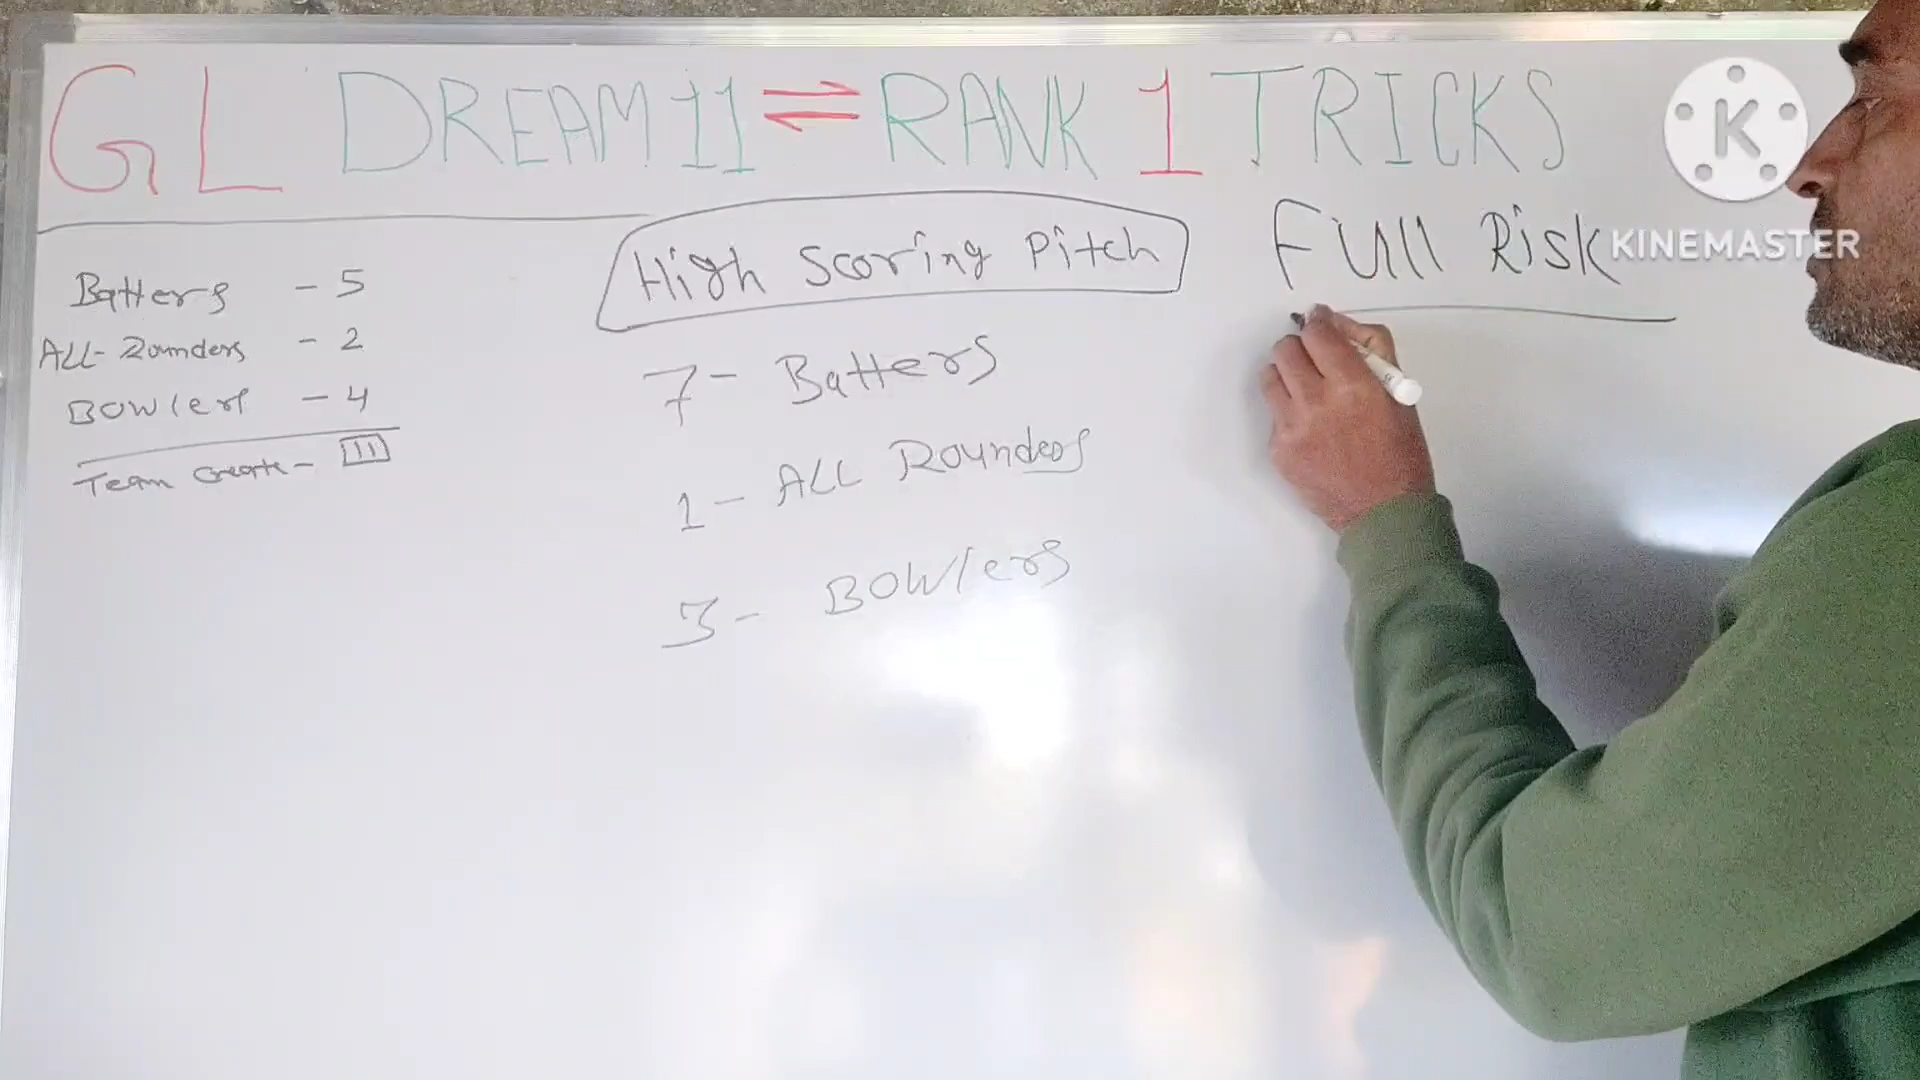 GL DREAM 11 ⇌ RANK 1 TRICKS
Batters - 5
ALL-Rounders - 2
BOWlers - 4
Team create - 11
High Scoring Pitch
7 - Batters
1 - ALL Rounders
3 - BOWlers
Full Risk
K
KINEMASTER